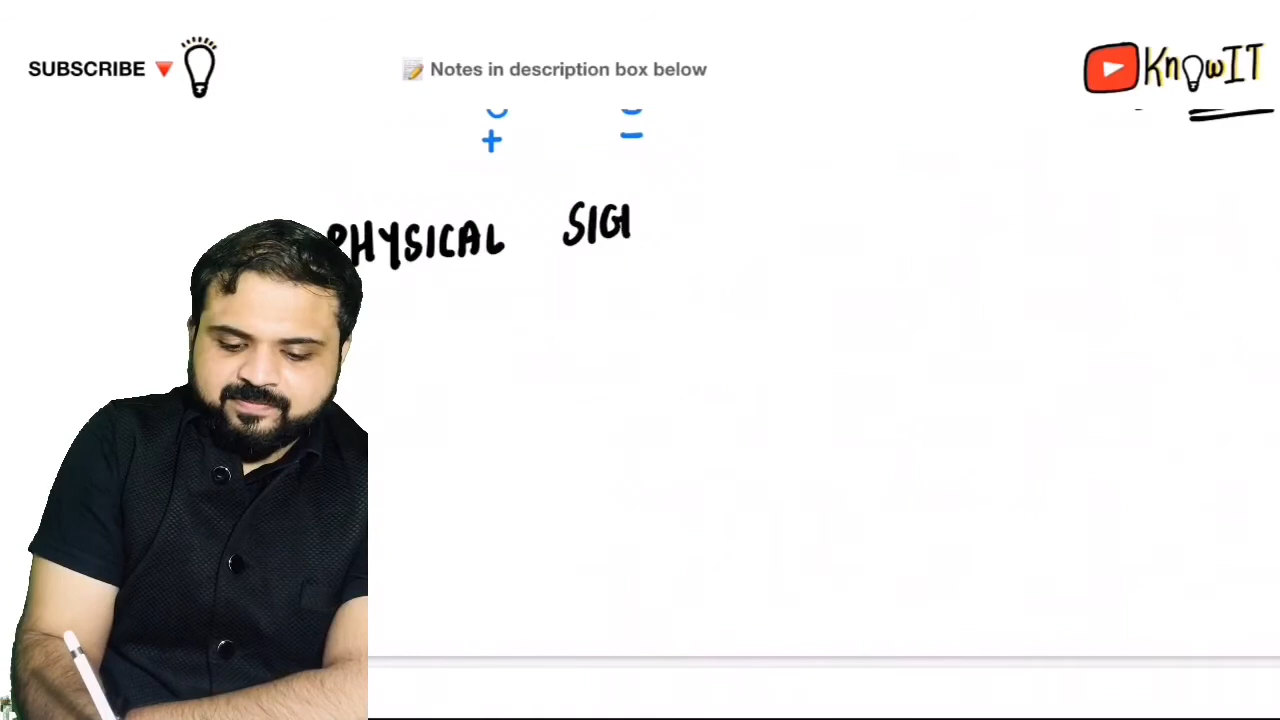 SUBSCRIBE
Notes in description box below
KnowIT
+ −
PHYSICAL SIGI